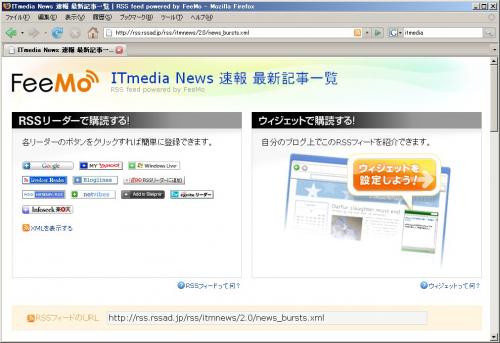 ITmedia News 速報 最新記事一覧 | RSS feed powered by FeeMo - Mozilla Firefox
ファイル(F) 編集(E) 表示(V) 履歴(S) ブックマーク(B) ツール(T) ヘルプ(H)
http://rss.rssad.jp/rss/itmnews/2.0/news_bursts.xml
itmedia
ITmedia News 速報 最新記事一...
FeeMo
ITmedia News 速報 最新記事一覧
RSS feed powered by FeeMo
RSSリーダーで購読する!
各リーダーのボタンをクリックすれば簡単に登録できます。
Google
MY YAHOO!
Windows Live
livedoor Reader
Bloglines
goo RSSリーダーに追加
netvibes
Add to Sleipnir
excite リーダー
Infoseek 楽天
XMLを表示する
RSSフィードって何?
ウィジェットで購読する!
自分のブログ上でこのRSSフィードを紹介できます。
ウィジェットを
設定しよう!
Darfur slaughter must end
ウィジェットって何?
RSSフィードのURL
http://rss.rssad.jp/rss/itmnews/2.0/news_bursts.xml